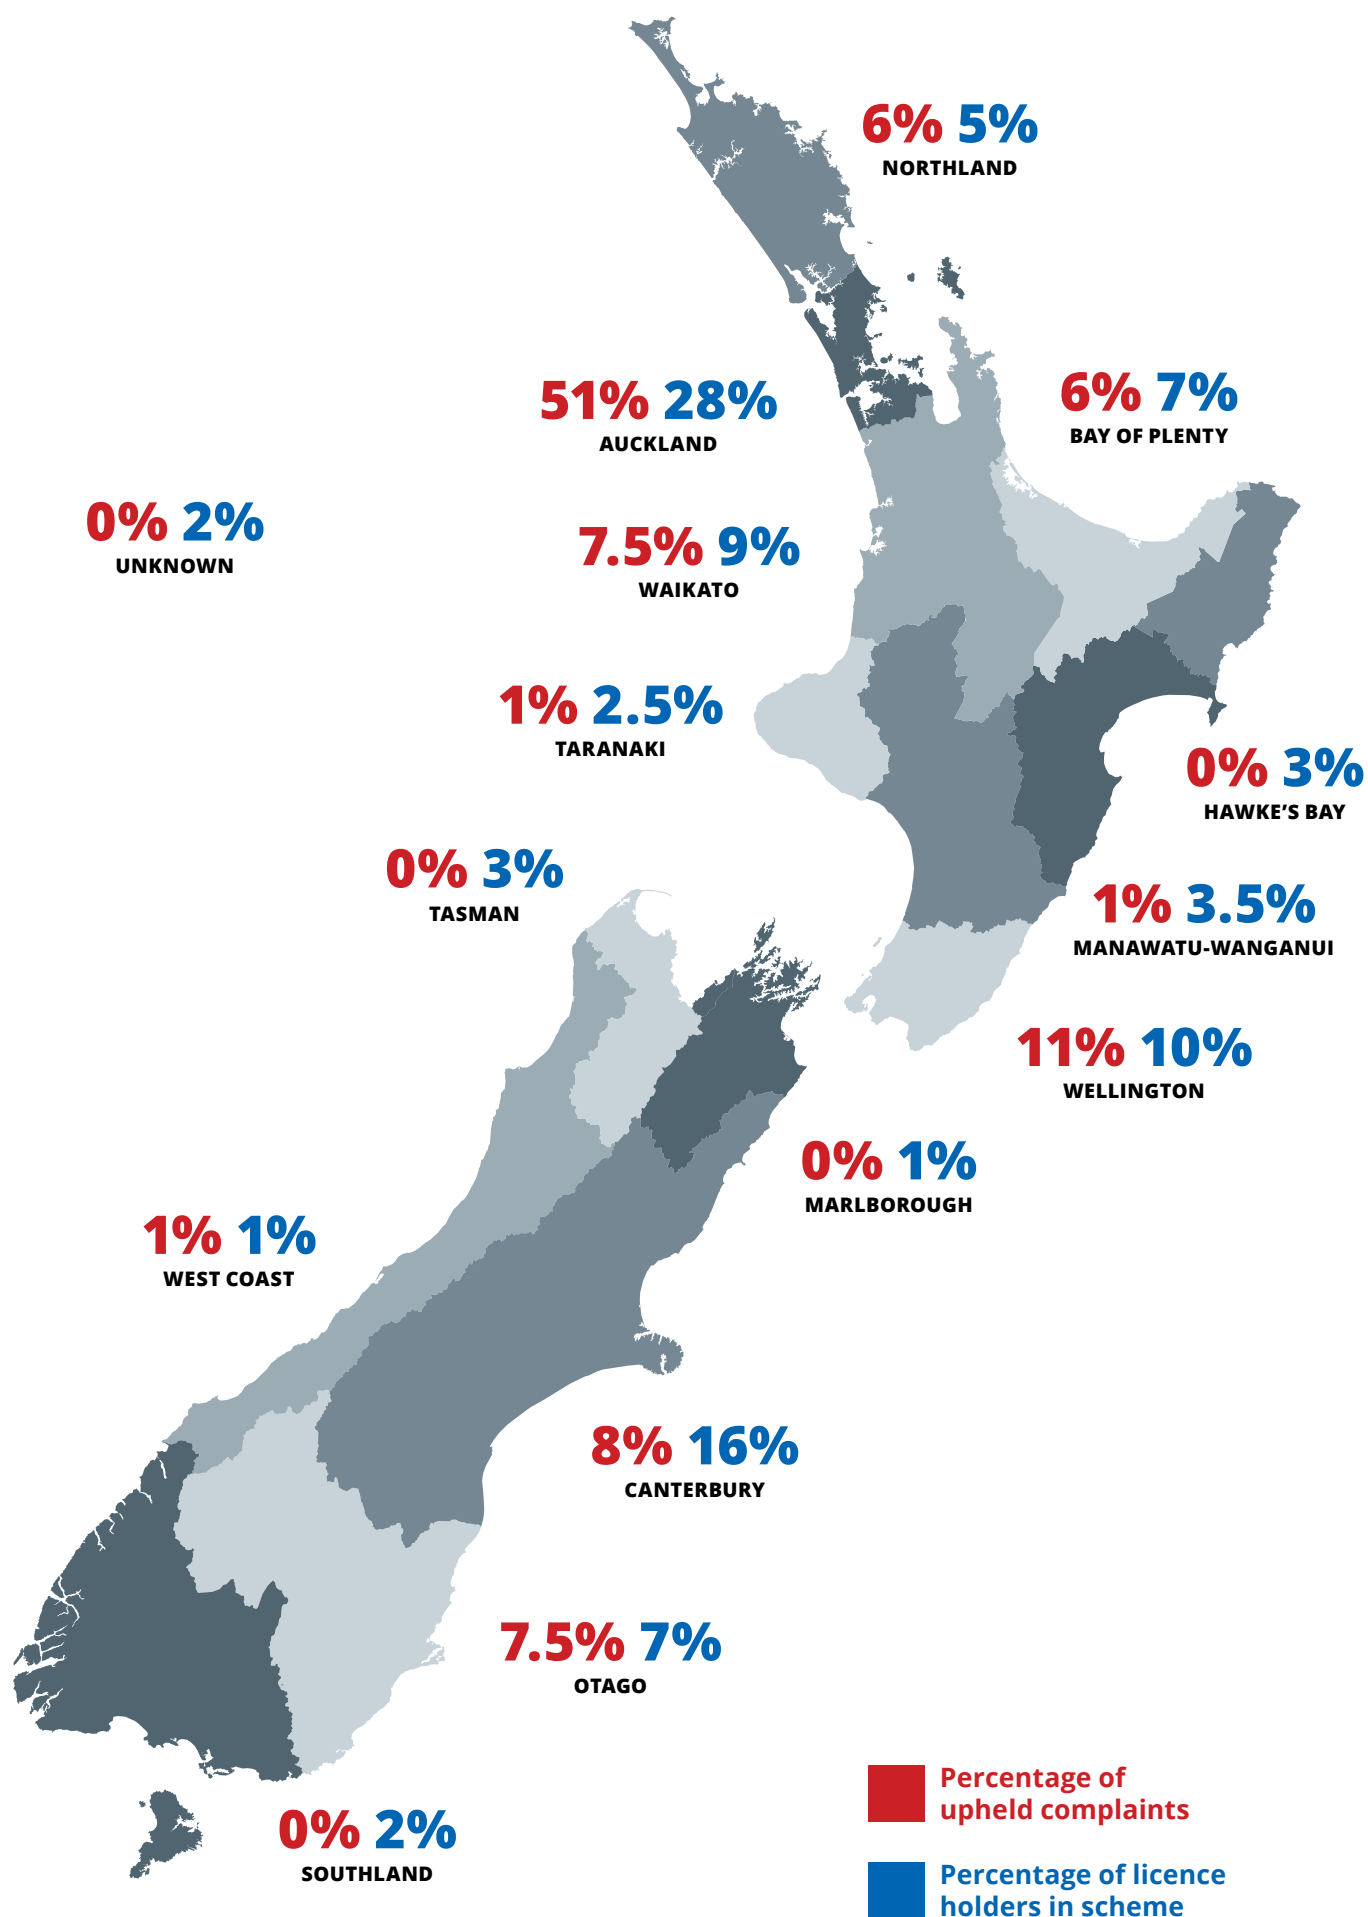 6% 5%
NORTHLAND
51% 28%
AUCKLAND
6% 7%
BAY OF PLENTY
0% 2%
UNKNOWN
7.5% 9%
WAIKATO
1% 2.5%
TARANAKI
0% 3%
HAWKE’S BAY
0% 3%
TASMAN
1% 3.5%
MANAWATU-WANGANUI
11% 10%
WELLINGTON
0% 1%
MARLBOROUGH
1% 1%
WEST COAST
8% 16%
CANTERBURY
7.5% 7%
OTAGO
0% 2%
SOUTHLAND
Percentage of
upheld complaints
Percentage of licence
holders in scheme